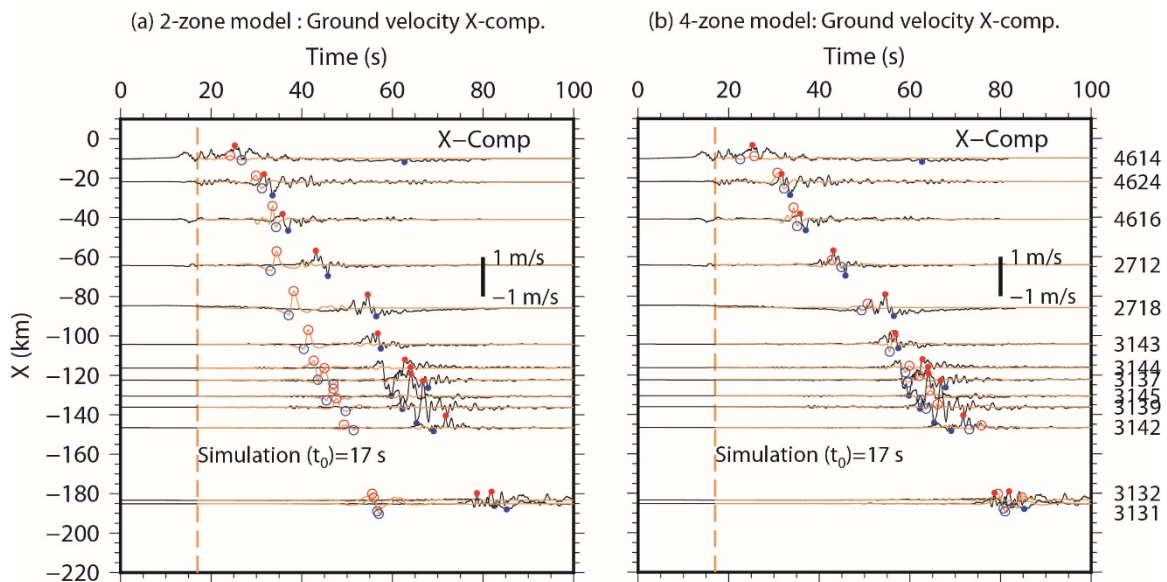 (a) 2-zone model : Ground velocity X-comp.
(b) 4-zone model: Ground velocity X-comp.
Time (s)
Time (s)
0 20 40 60 80 100
0 20 40 60 80 100
X (km)
0
−20
−40
−60
−80
−100
−120
−140
−160
−180
−200
−220
X−Comp
1 m/s
−1 m/s
Simulation (t₀)=17 s
X−Comp
1 m/s
−1 m/s
Simulation (t₀)=17 s
4614
4624
4616
2712
2718
3143
3144
3137
3145
3139
3142
3132
3131